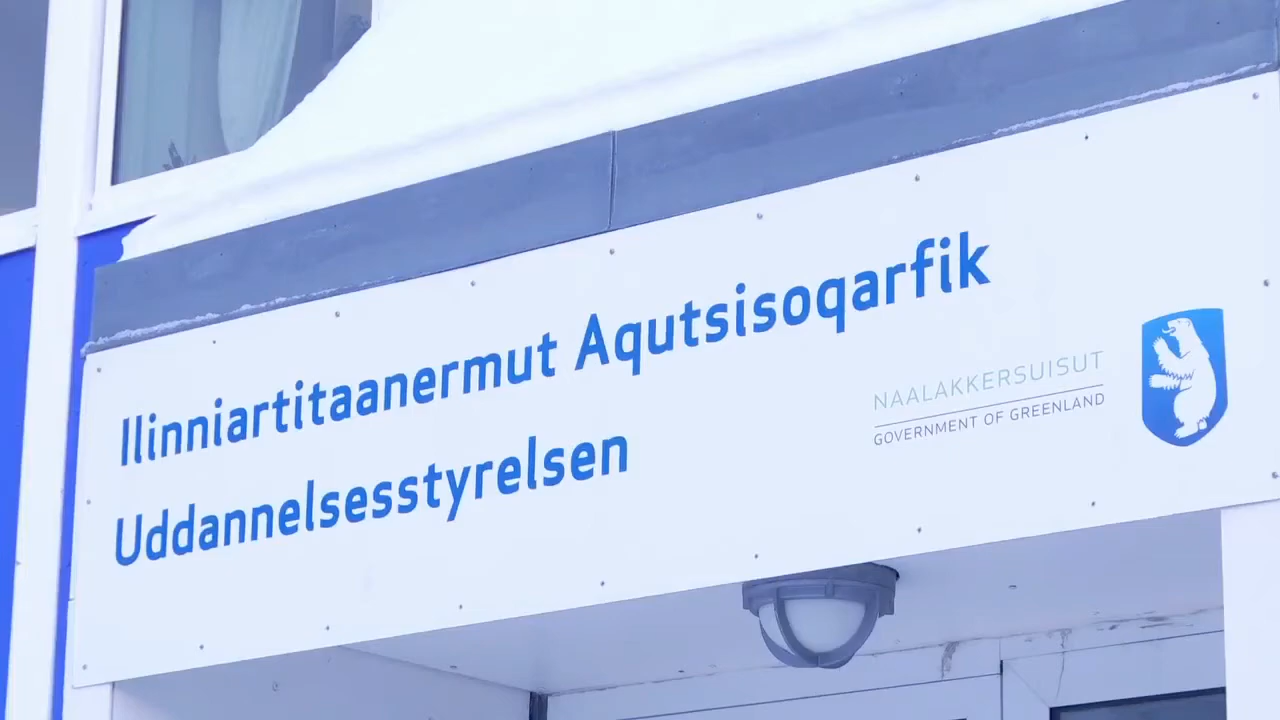 Ilinniartitaanermut Aqutsisoqarfik
Uddannelsesstyrelsen
NAALAKKERSUISUT
GOVERNMENT OF GREENLAND